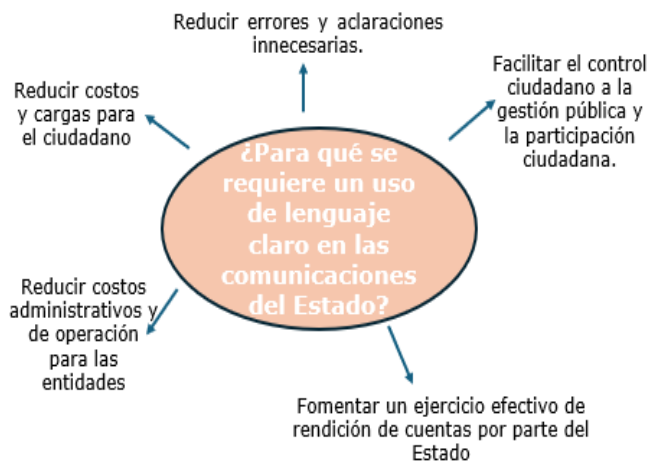 Reducir errores y aclaraciones
innecesarias.
Facilitar el control
ciudadano a la
gestión pública y
la participación
ciudadana.
Reducir costos
y cargas para
el ciudadano
¿Para qué se
requiere un uso
de lenguaje
claro en las
comunicaciones
del Estado?
Reducir costos
administrativos y
de operación
para las
entidades
Fomentar un ejercicio efectivo de
rendición de cuentas por parte del
Estado